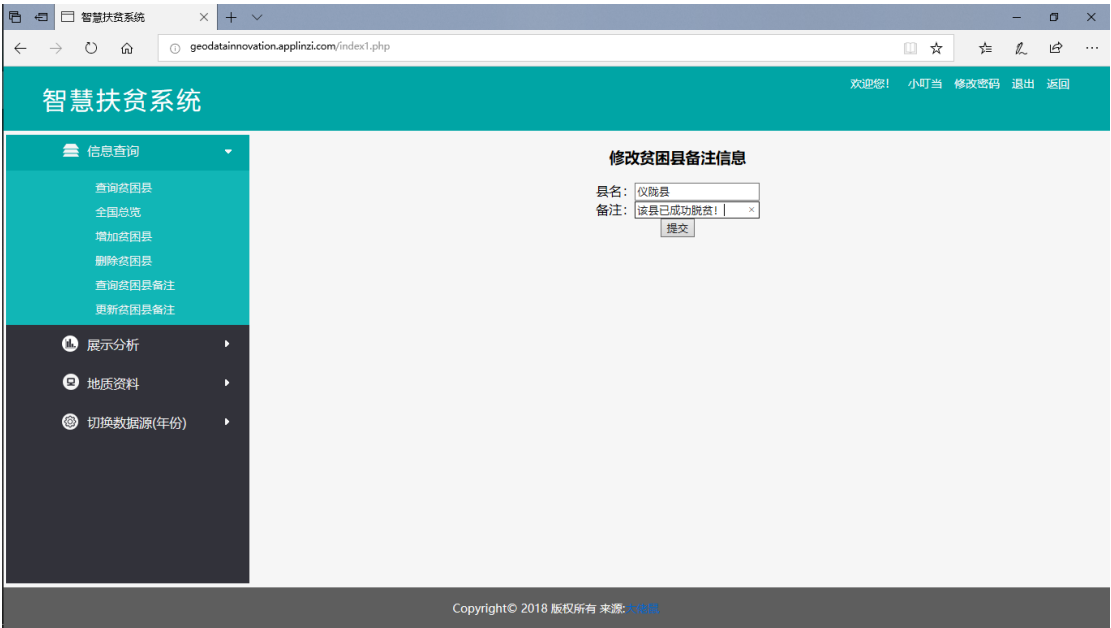 智慧扶贫系统
geodatainnovation.applinzi.com/index1.php
智慧扶贫系统
欢迎您! 小叮当 修改密码 退出 返回
信息查询
查询贫困县
全国总览
增加贫困县
删除贫困县
查询贫困县备注
更新贫困县备注
展示分析
地质资料
切换数据源(年份)
修改贫困县备注信息
县名: 仪陇县
备注: 该县已成功脱贫!
提交
Copyright© 2018 版权所有 来源: